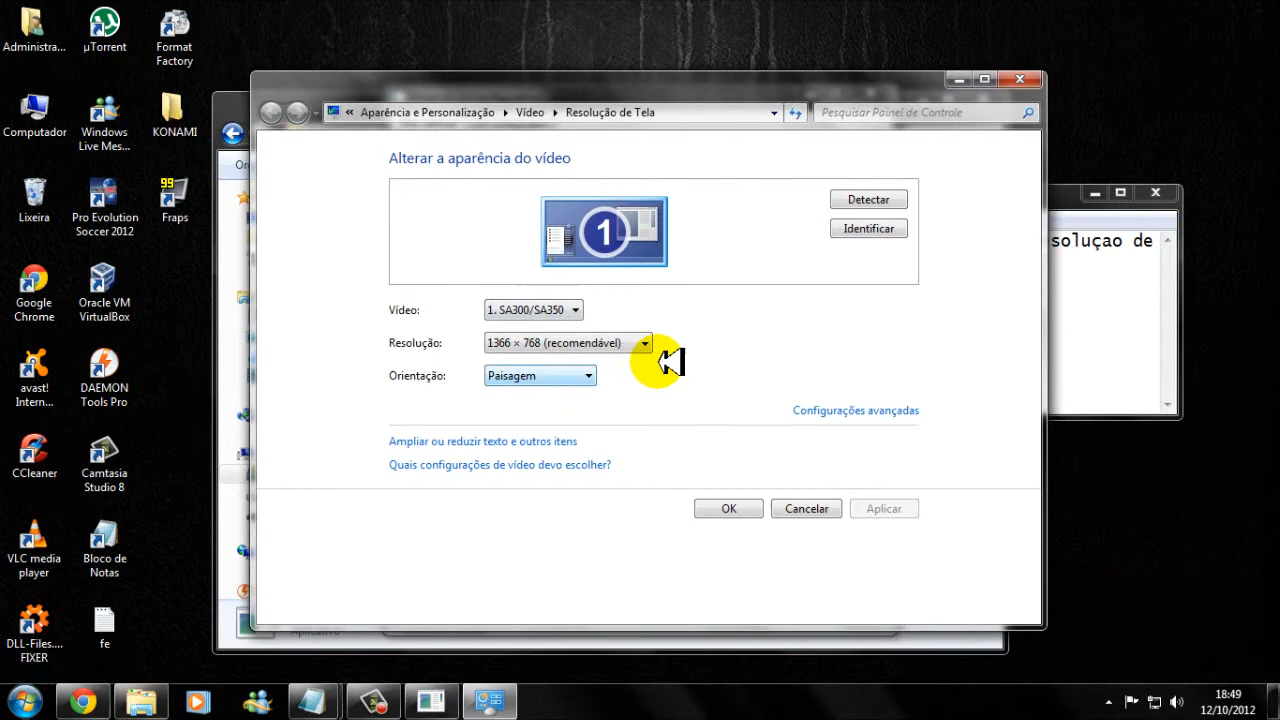 Administra...
µTorrent
Format
Factory
Computador
Windows
Live Mes...
KONAMI
Lixeira
Pro Evolution
Soccer 2012
99
Fraps
Google
Chrome
Oracle VM
VirtualBox
avast!
Intern...
DAEMON
Tools Pro
CCleaner
Camtasia
Studio 8
VLC media
player
Bloco de
Notas
DLL-Files....
FIXER
fe
Aparência e Personalização
Vídeo
Resolução de Tela
Pesquisar Painel de Controle
Alterar a aparência do vídeo
1
Detectar
Identificar
Vídeo:
1. SA300/SA350
Resolução:
1366 × 768 (recomendável)
Orientação:
Paisagem
Configurações avançadas
Ampliar ou reduzir texto e outros itens
Quais configurações de vídeo devo escolher?
OK
Cancelar
Aplicar
soluçao de
18:49
12/10/2012